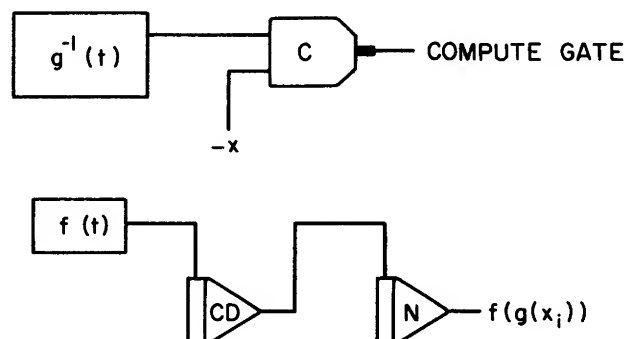 g⁻¹(t)
C
COMPUTE GATE
-x
f(t)
CD
N
f(g(xᵢ))